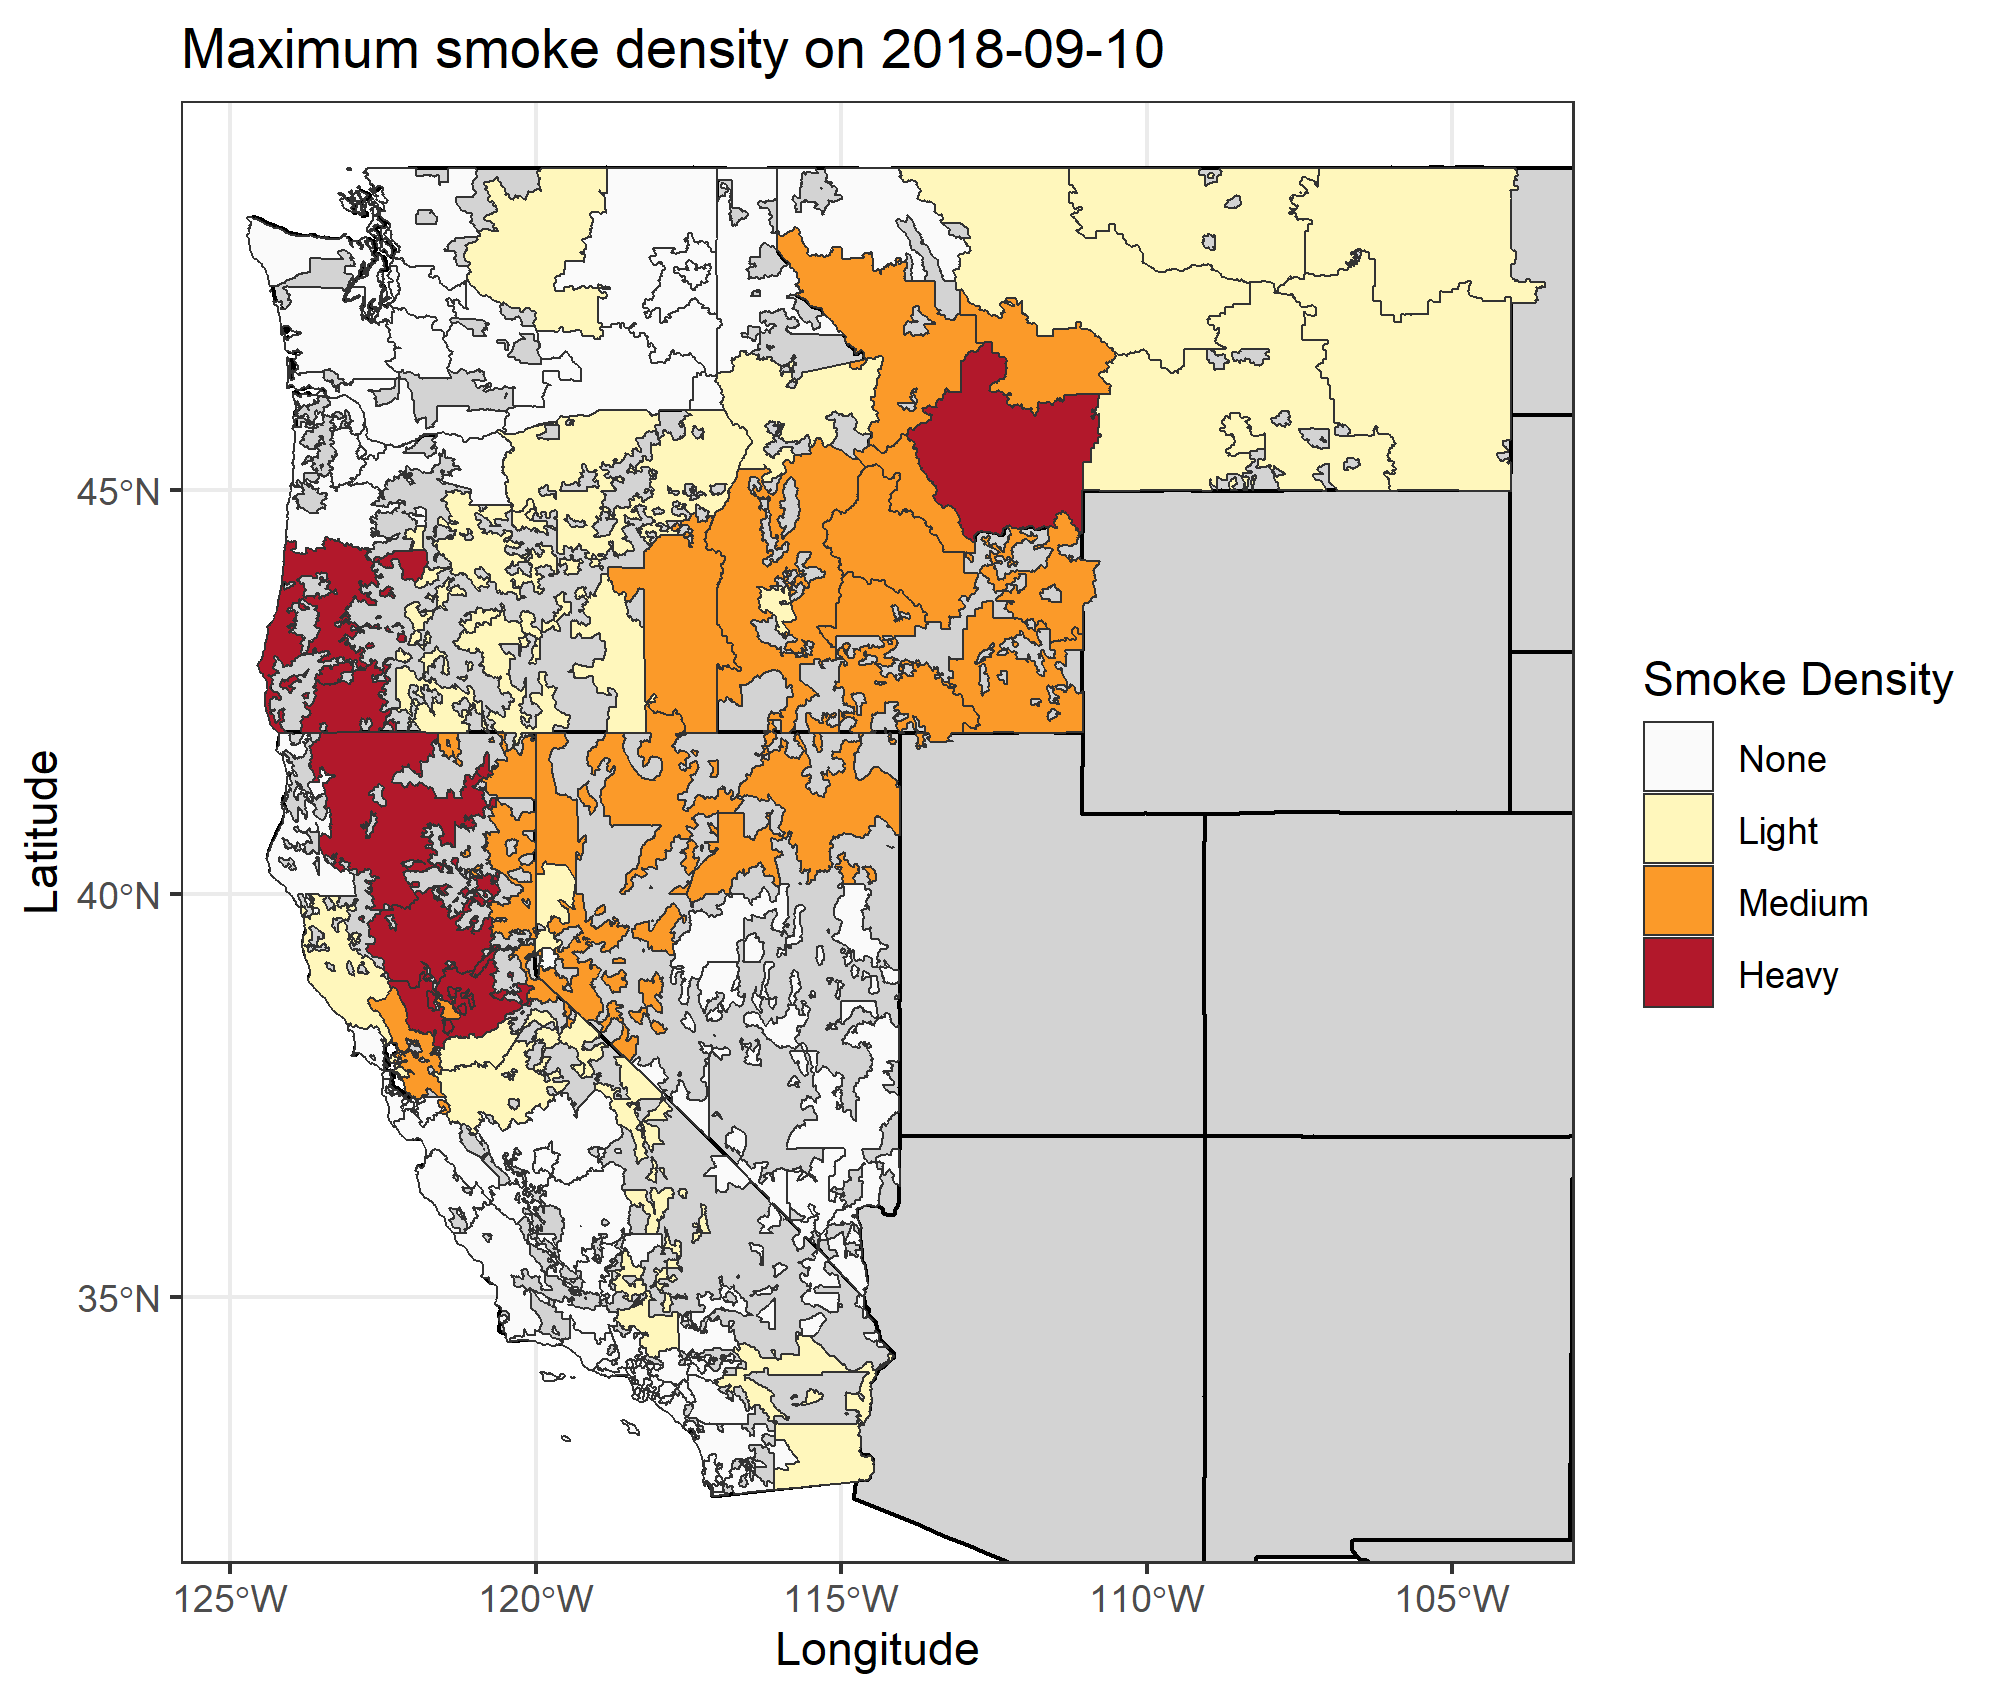 Maximum smoke density on 2018-09-10
Latitude
45°N
40°N
35°N
125°W
120°W
115°W
110°W
105°W
Longitude
Smoke Density
None
Light
Medium
Heavy